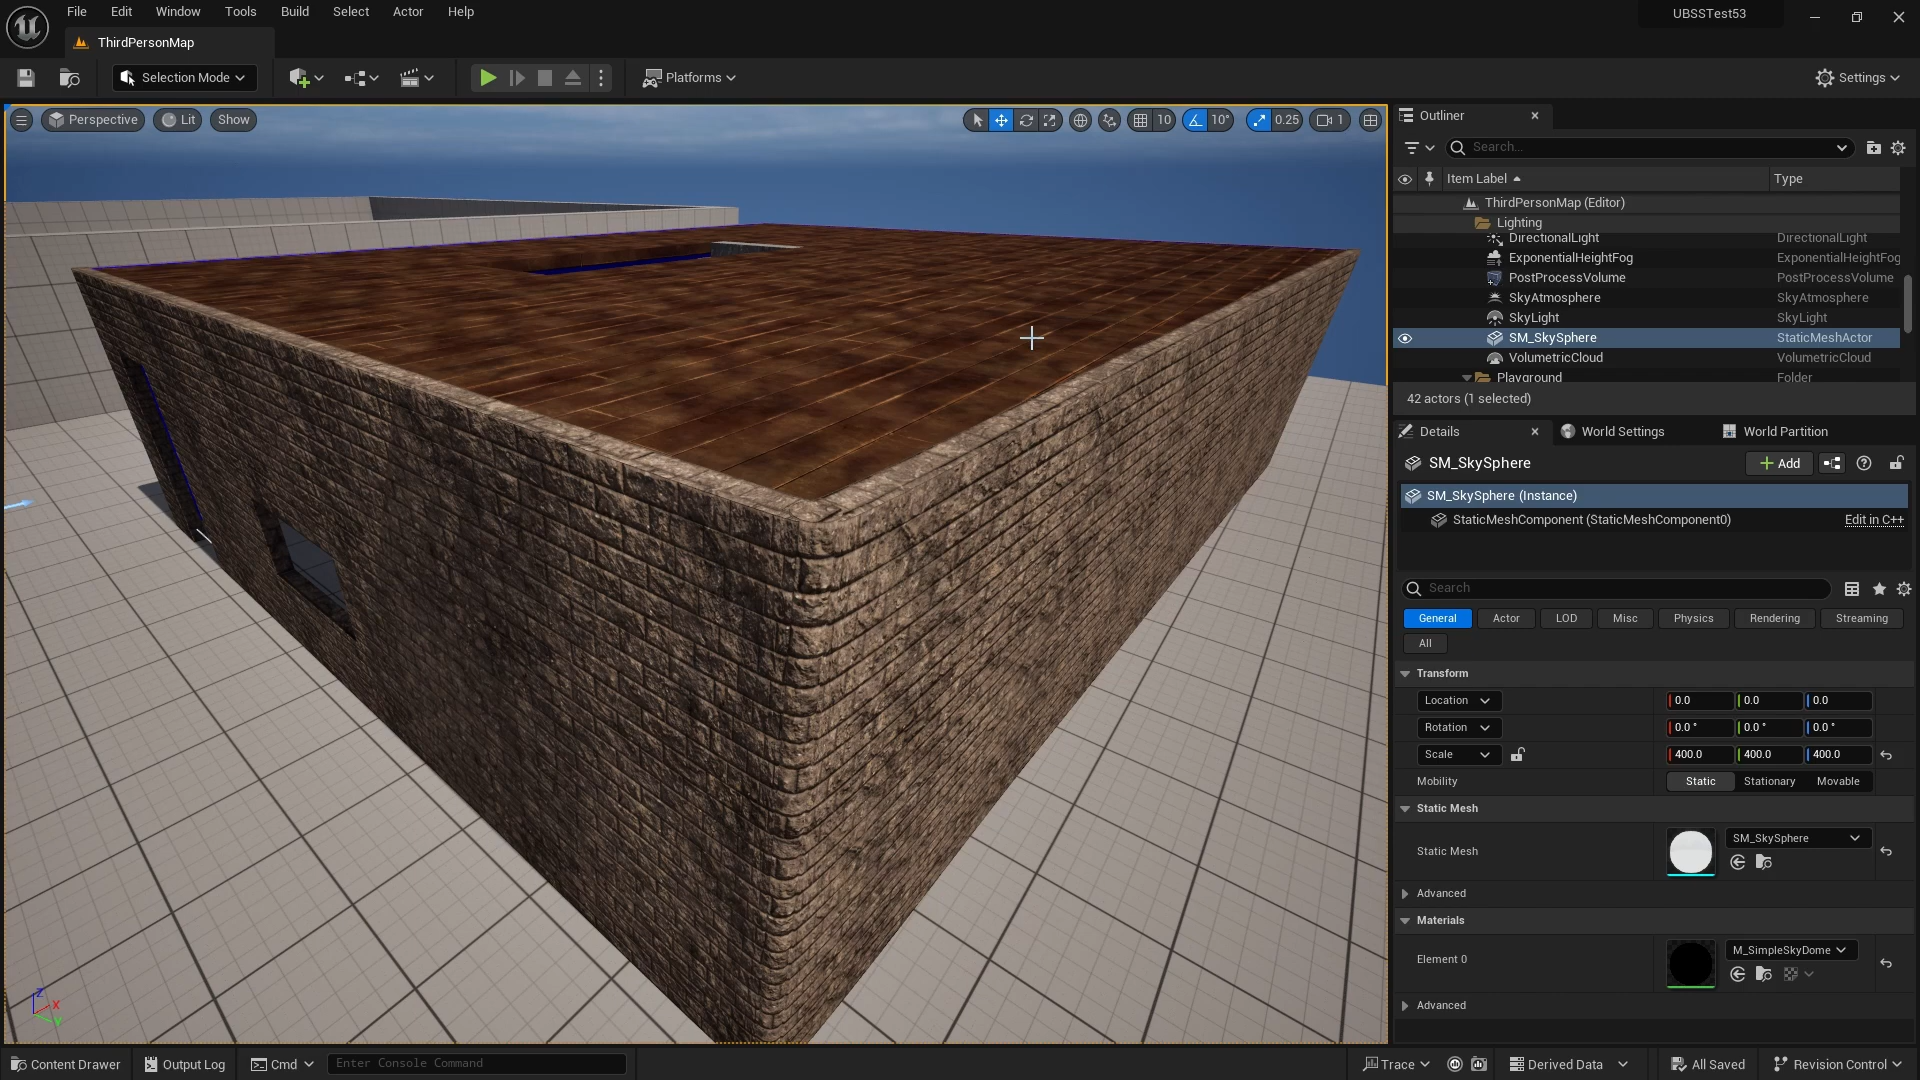 File Edit Window Tools Build Select Actor Help
UBSSTest53
ThirdPersonMap
Selection Mode
Platforms
Settings
Perspective Lit Show
10 10° 0.25 1
Outliner
Search...
Item Label Type
ThirdPersonMap (Editor)
Lighting
DirectionalLight DirectionalLight
ExponentialHeightFog ExponentialHeightFog
PostProcessVolume PostProcessVolume
SkyAtmosphere SkyAtmosphere
SkyLight SkyLight
SM_SkySphere StaticMeshActor
VolumetricCloud VolumetricCloud
Playground Folder
42 actors (1 selected)
Details World Settings World Partition
SM_SkySphere
Add
SM_SkySphere (Instance)
StaticMeshComponent (StaticMeshComponent0) Edit in C++
Search
General Actor LOD Misc Physics Rendering Streaming
All
Transform
Location 0.0 0.0 0.0
Rotation 0.0 ° 0.0 ° 0.0 °
Scale 400.0 400.0 400.0
Mobility Static Stationary Movable
Static Mesh
SM_SkySphere
Static Mesh
Advanced
Materials
M_SimpleSkyDome
Element 0
Advanced
Z X Y
Content Drawer Output Log Cmd Enter Console Command Trace Derived Data All Saved Revision Control